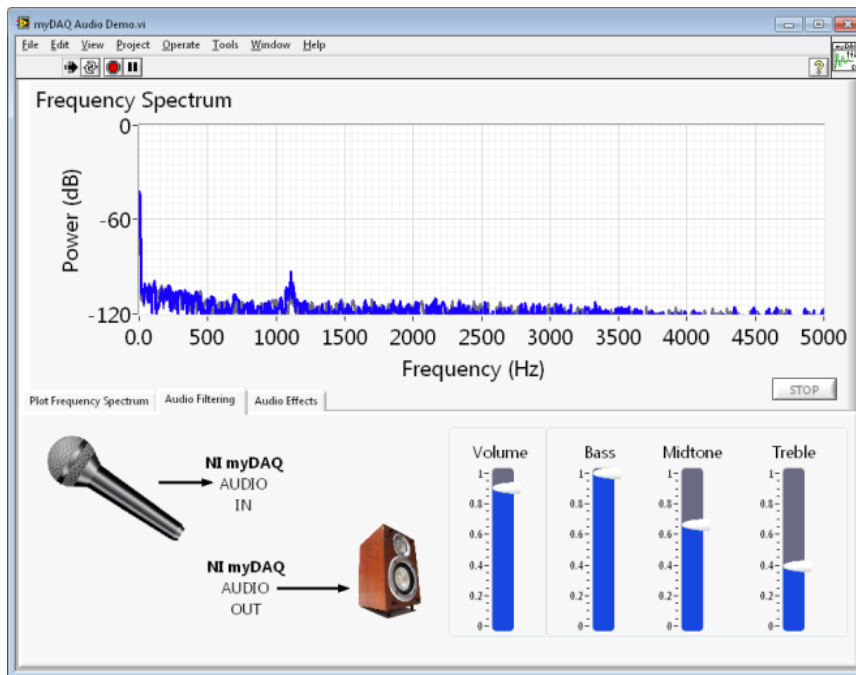 myDAQ Audio Demo.vi
File Edit View Project Operate Tools Window Help
Frequency Spectrum
Power (dB)
0
-60
-120
0.0 500 1000 1500 2000 2500 3000 3500 4000 4500 5000
Frequency (Hz)
STOP
Plot Frequency Spectrum Audio Filtering Audio Effects
NI myDAQ
AUDIO
IN
NI myDAQ
AUDIO
OUT
Volume Bass Midtone Treble
1 1 1 1
0.8 0.8 0.8 0.8
0.6 0.6 0.6 0.6
0.4 0.4 0.4 0.4
0.2 0.2 0.2 0.2
0 0 0 0